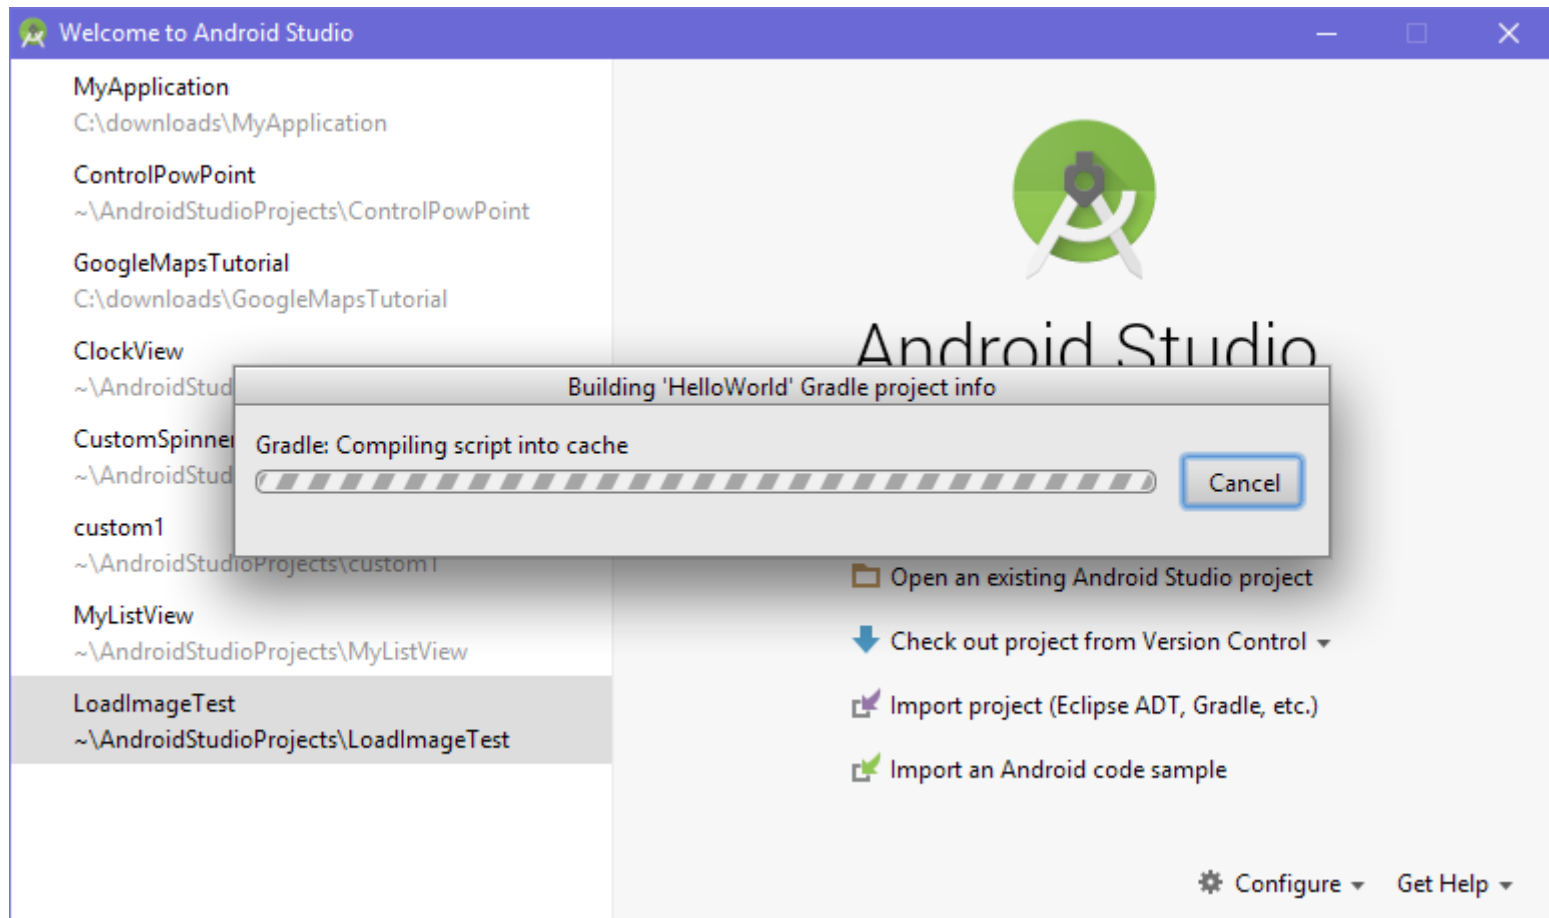 Welcome to Android Studio
MyApplication
C:\downloads\MyApplication
ControlPowPoint
~\AndroidStudioProjects\ControlPowPoint
GoogleMapsTutorial
C:\downloads\GoogleMapsTutorial
ClockView
~\AndroidStud
CustomSpinner
~\AndroidStud
custom1
~\AndroidStudioProjects\custom1
MyListView
~\AndroidStudioProjects\MyListView
LoadImageTest
~\AndroidStudioProjects\LoadImageTest
Android Studio
Building 'HelloWorld' Gradle project info
Gradle: Compiling script into cache
Cancel
Open an existing Android Studio project
Check out project from Version Control
Import project (Eclipse ADT, Gradle, etc.)
Import an Android code sample
Configure
Get Help